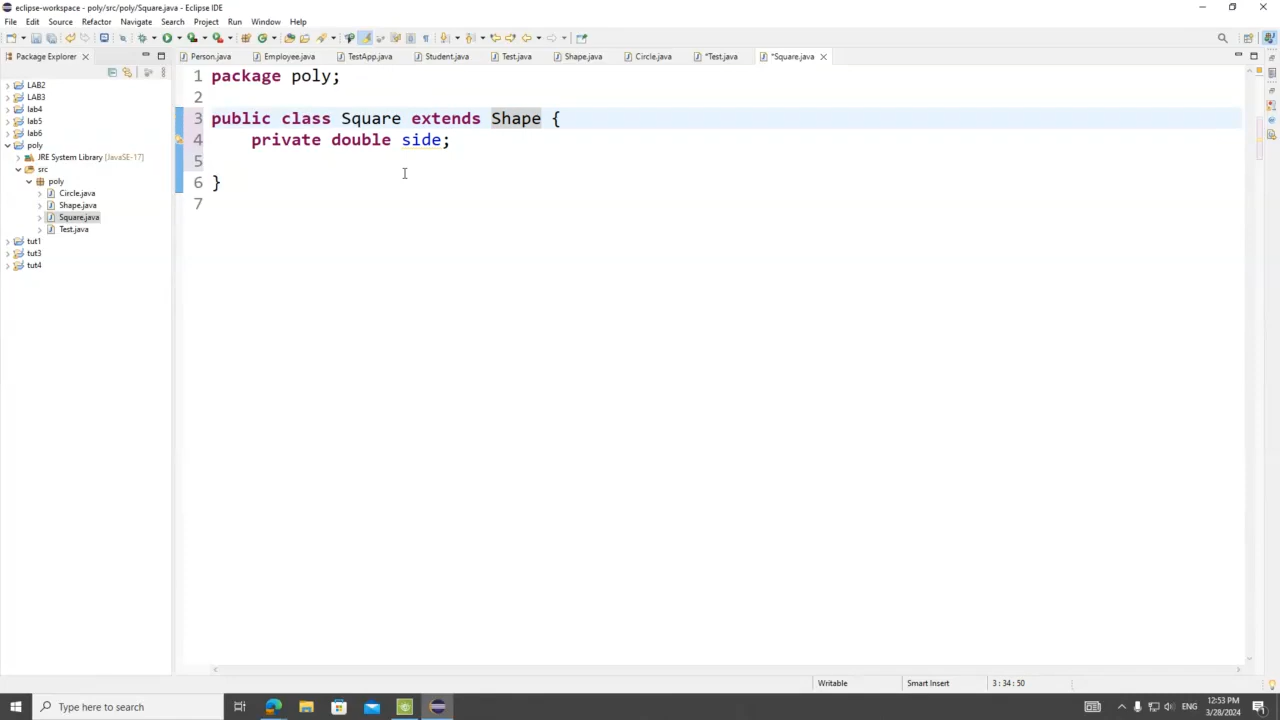 eclipse-workspace - poly/src/poly/Square.java - Eclipse IDE
File Edit Source Refactor Navigate Search Project Run Window Help
Package Explorer
Person.java Employee.java TestApp.java Student.java Test.java Shape.java Circle.java *Test.java *Square.java
LAB2
LAB3
lab4
lab5
lab6
poly
JRE System Library [JavaSE-17]
src
poly
Circle.java
Shape.java
Square.java
Test.java
tut1
tut3
tut4
1 package poly;
2
3 public class Square extends Shape {
4 private double side;
5
6 }
7
Writable Smart Insert 3 : 34 : 50
Type here to search
ENG
12:53 PM
3/28/2024